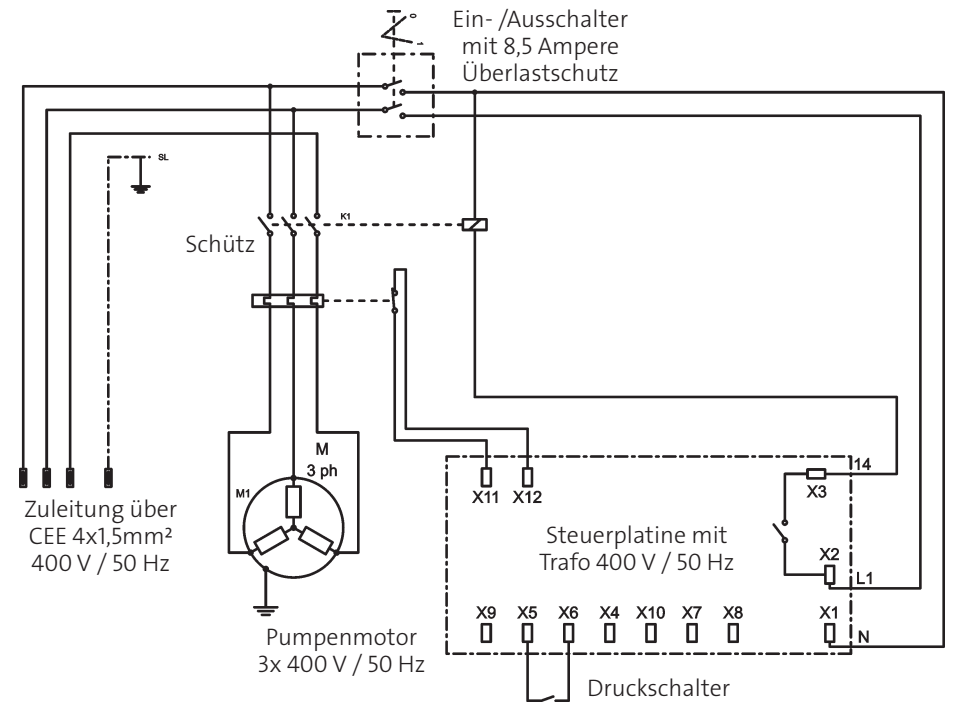 Ein- /Ausschalter
mit 8,5 Ampere
Überlastschutz
SL
K1
Schütz
M
3 ph
M1
Zuleitung über
CEE 4x1,5mm²
400 V / 50 Hz
Pumpenmotor
3x 400 V / 50 Hz
X11
X12
X3
14
Steuerplatine mit
Trafo 400 V / 50 Hz
X2
L1
X9
X5
X6
X4
X10
X7
X8
X1
N
Druckschalter